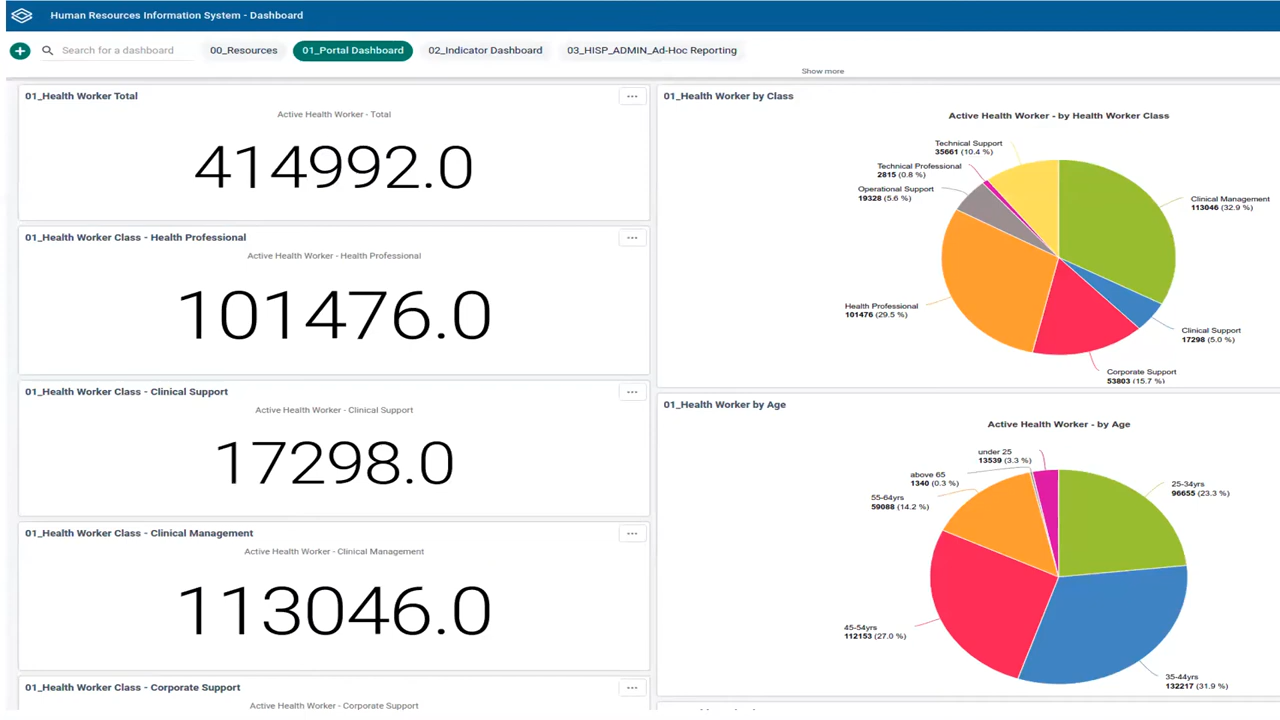 Human Resources Information System - Dashboard
Search for a dashboard
00_Resources
01_Portal Dashboard
02_Indicator Dashboard
03_HISP_ADMIN_Ad-Hoc Reporting
Show more
01_Health Worker Total
Active Health Worker - Total
414992.0
01_Health Worker Class - Health Professional
Active Health Worker - Health Professional
101476.0
01_Health Worker Class - Clinical Support
Active Health Worker - Clinical Support
17298.0
01_Health Worker Class - Clinical Management
Active Health Worker - Clinical Management
113046.0
01_Health Worker Class - Corporate Support
Active Health Worker - Corporate Support
01_Health Worker by Class
Active Health Worker - by Health Worker Class
Technical Support
35661 (10.4 %)
Technical Professional
2815 (0.8 %)
Operational Support
19328 (5.6 %)
Clinical Management
113046 (32.9 %)
Health Professional
101476 (29.5 %)
Clinical Support
17298 (5.0 %)
Corporate Support
53803 (15.7 %)
01_Health Worker by Age
Active Health Worker - by Age
under 25
13539 (3.3 %)
above 65
1340 (0.3 %)
55-64yrs
59088 (14.2 %)
25-34yrs
96655 (23.3 %)
45-54yrs
112153 (27.0 %)
35-44yrs
132217 (31.9 %)